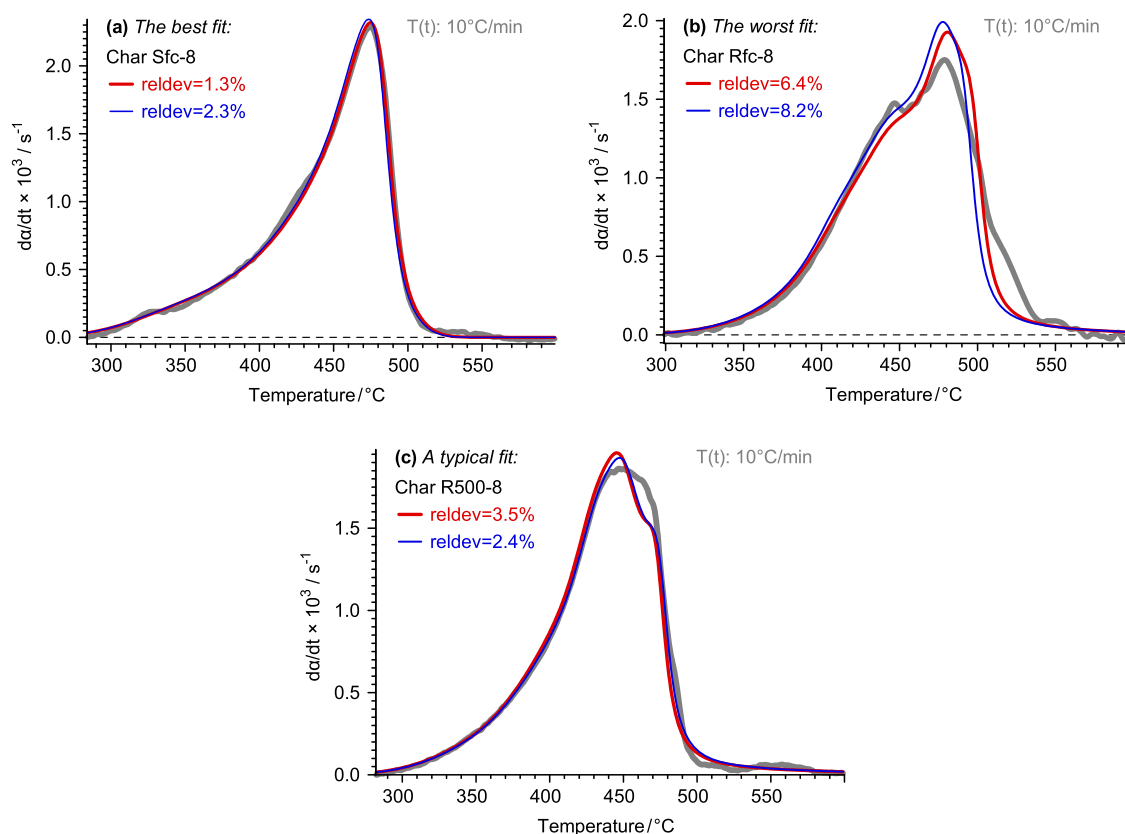 (a) The best fit:
T(t): 10°C/min
Char Sfc-8
reldev=1.3%
reldev=2.3%
dα/dt × 10³ / s⁻¹
2.0
1.5
1.0
0.5
0.0
300 350 400 450 500 550
Temperature/°C
(b) The worst fit:
T(t): 10°C/min
Char Rfc-8
reldev=6.4%
reldev=8.2%
dα/dt × 10³ / s⁻¹
2.0
1.5
1.0
0.5
0.0
300 350 400 450 500 550
Temperature/°C
(c) A typical fit:
T(t): 10°C/min
Char R500-8
reldev=3.5%
reldev=2.4%
dα/dt × 10³ / s⁻¹
1.5
1.0
0.5
0.0
300 350 400 450 500 550
Temperature/°C